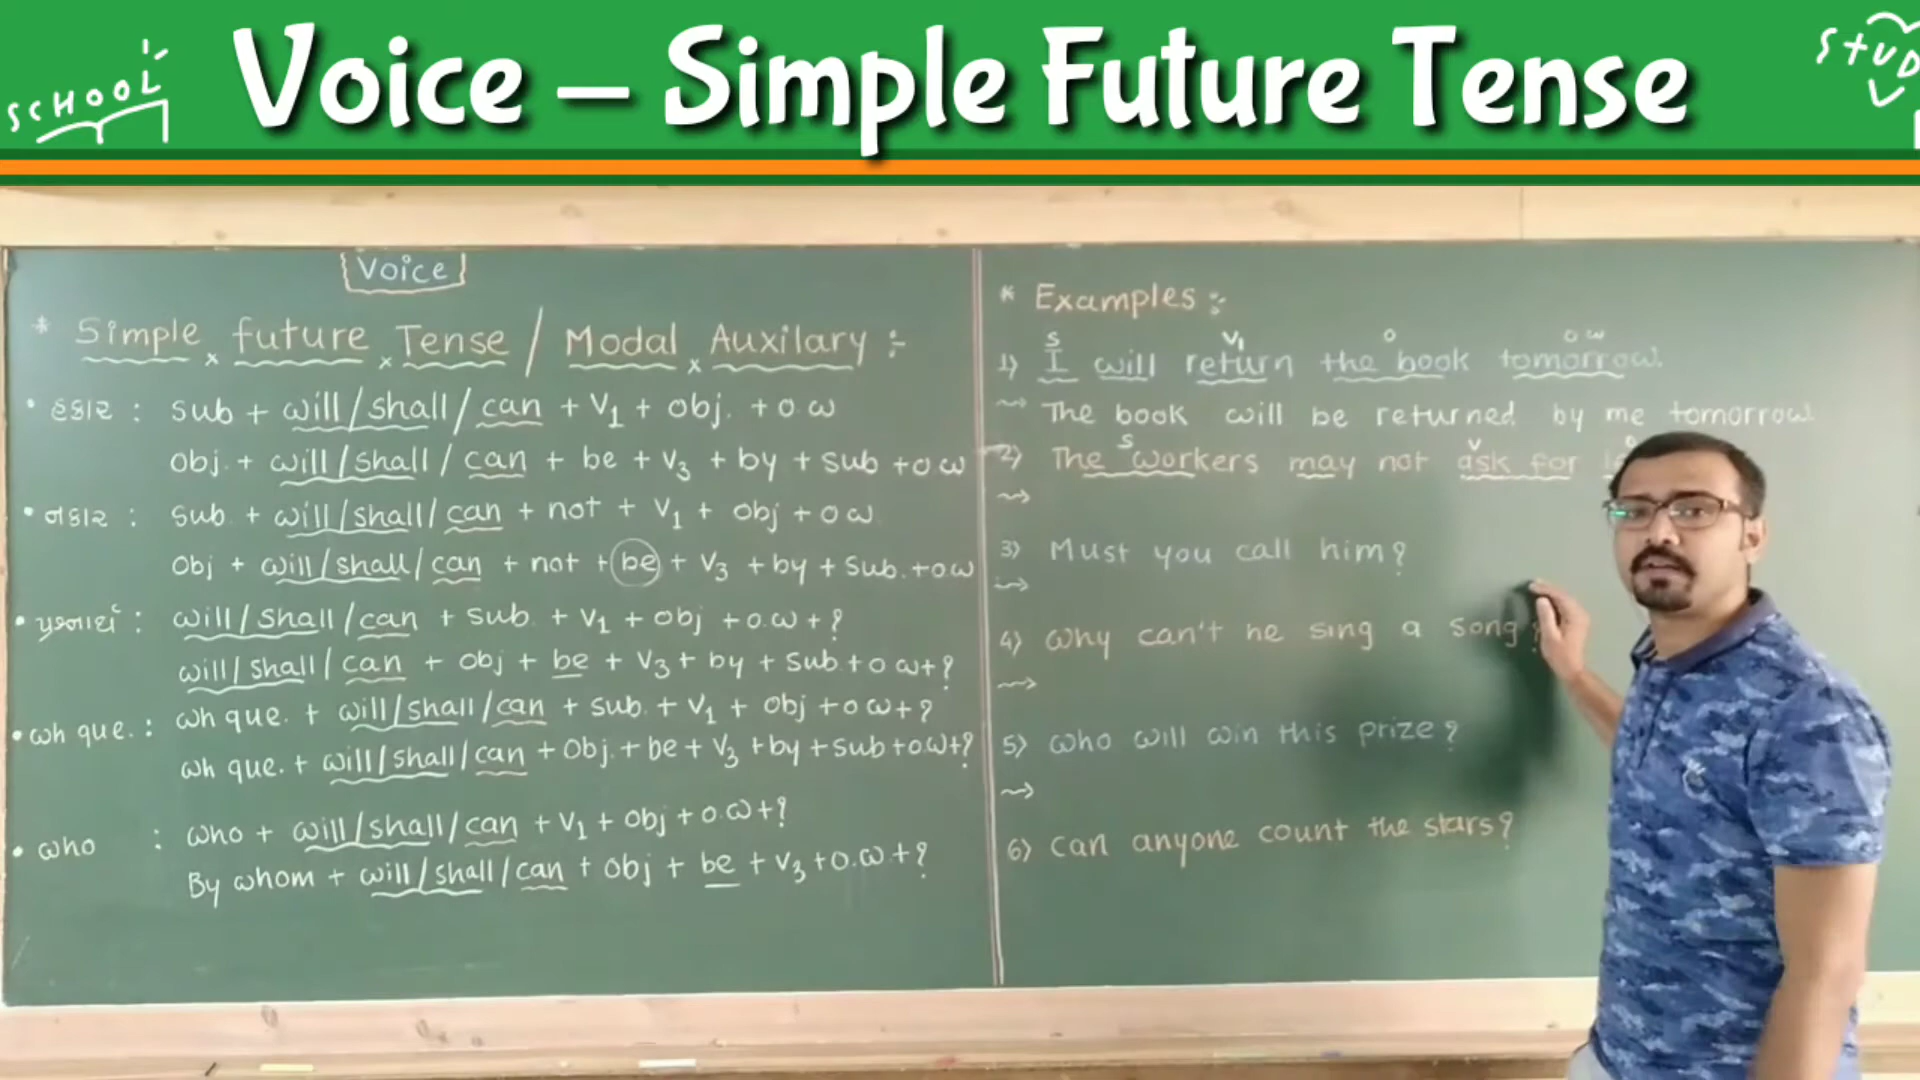 SCHOOL
Voice – Simple Future Tense
STUD
Voice
* Simple future Tense / Modal Auxilary :-
• હકાર : sub + will/shall/can + V1 + obj. + o.w
obj. + will/shall/can + be + V3 + by + sub + o w
• નકાર : sub. + will/shall/can + not + V1 + obj + o w
Obj + will/shall/can + not + be + V3 + by + sub. + o w
• પ્રશ્નાર્થ : will/shall/can + sub. + V1 + obj + o.w + ?
will/shall/can + obj + be + V3 + by + sub + o w + ?
• wh que. : wh que. + will/shall/can + sub. + V1 + obj + o w + ?
wh que. + will/shall/can + obj. + be + V3 + by + sub + o.w + ?
• who : who + will/shall/can + V1 + obj + o.w + ?
By whom + will/shall/can + obj + be + V3 + o.w + ?
* Examples :-
S V1 O O W
1) I will return the book tomorrow.
The book will be returned by me tomorrow
S V O
2) The workers may not ask for
3) Must you call him?
4) Why can't he sing a song?
5) who will win this prize?
6) Can anyone count the stars?